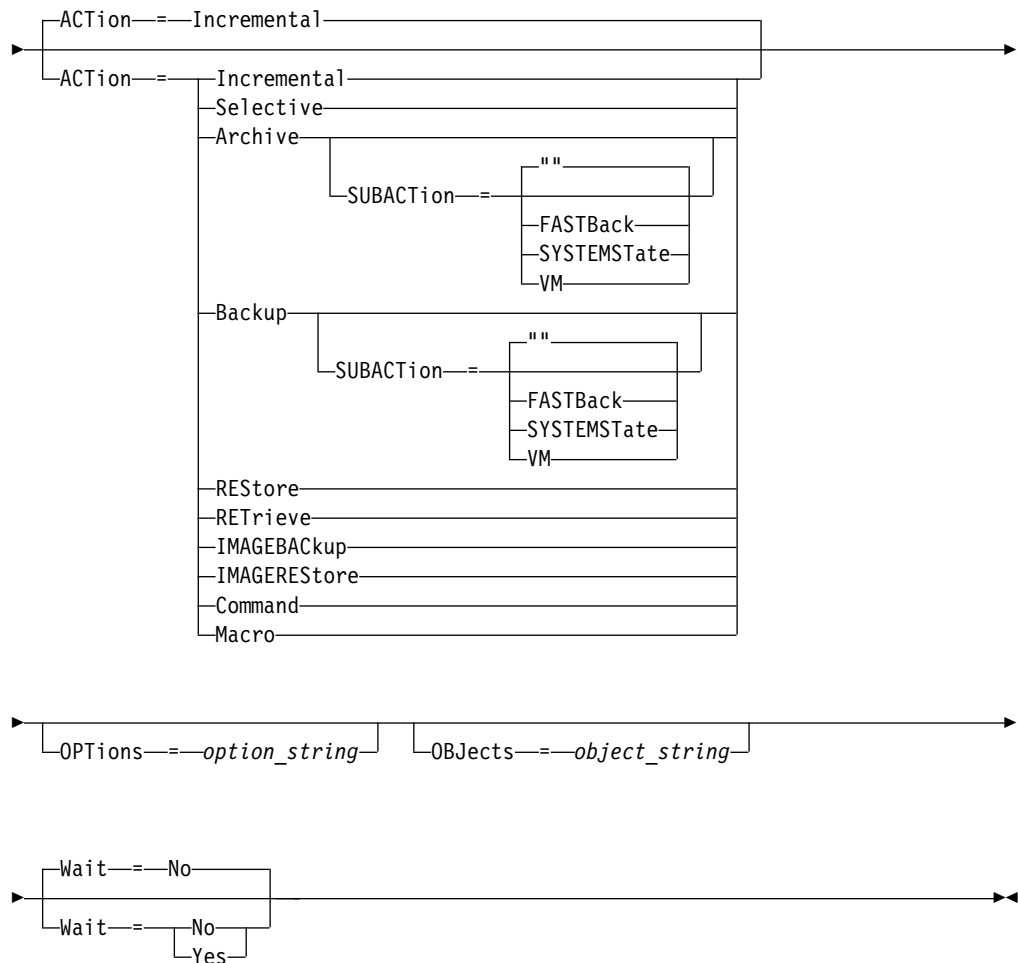 ACTion = Incremental
ACTion = Incremental
Selective
Archive
""
SUBACTion =
FASTBack
SYSTEMSTate
VM
Backup
""
SUBACTion =
FASTBack
SYSTEMSTate
VM
REStore
RETrieve
IMAGEBACkup
IMAGEREStore
Command
Macro
OPTions = option_string OBJects = object_string
Wait = No
Wait = No
Yes